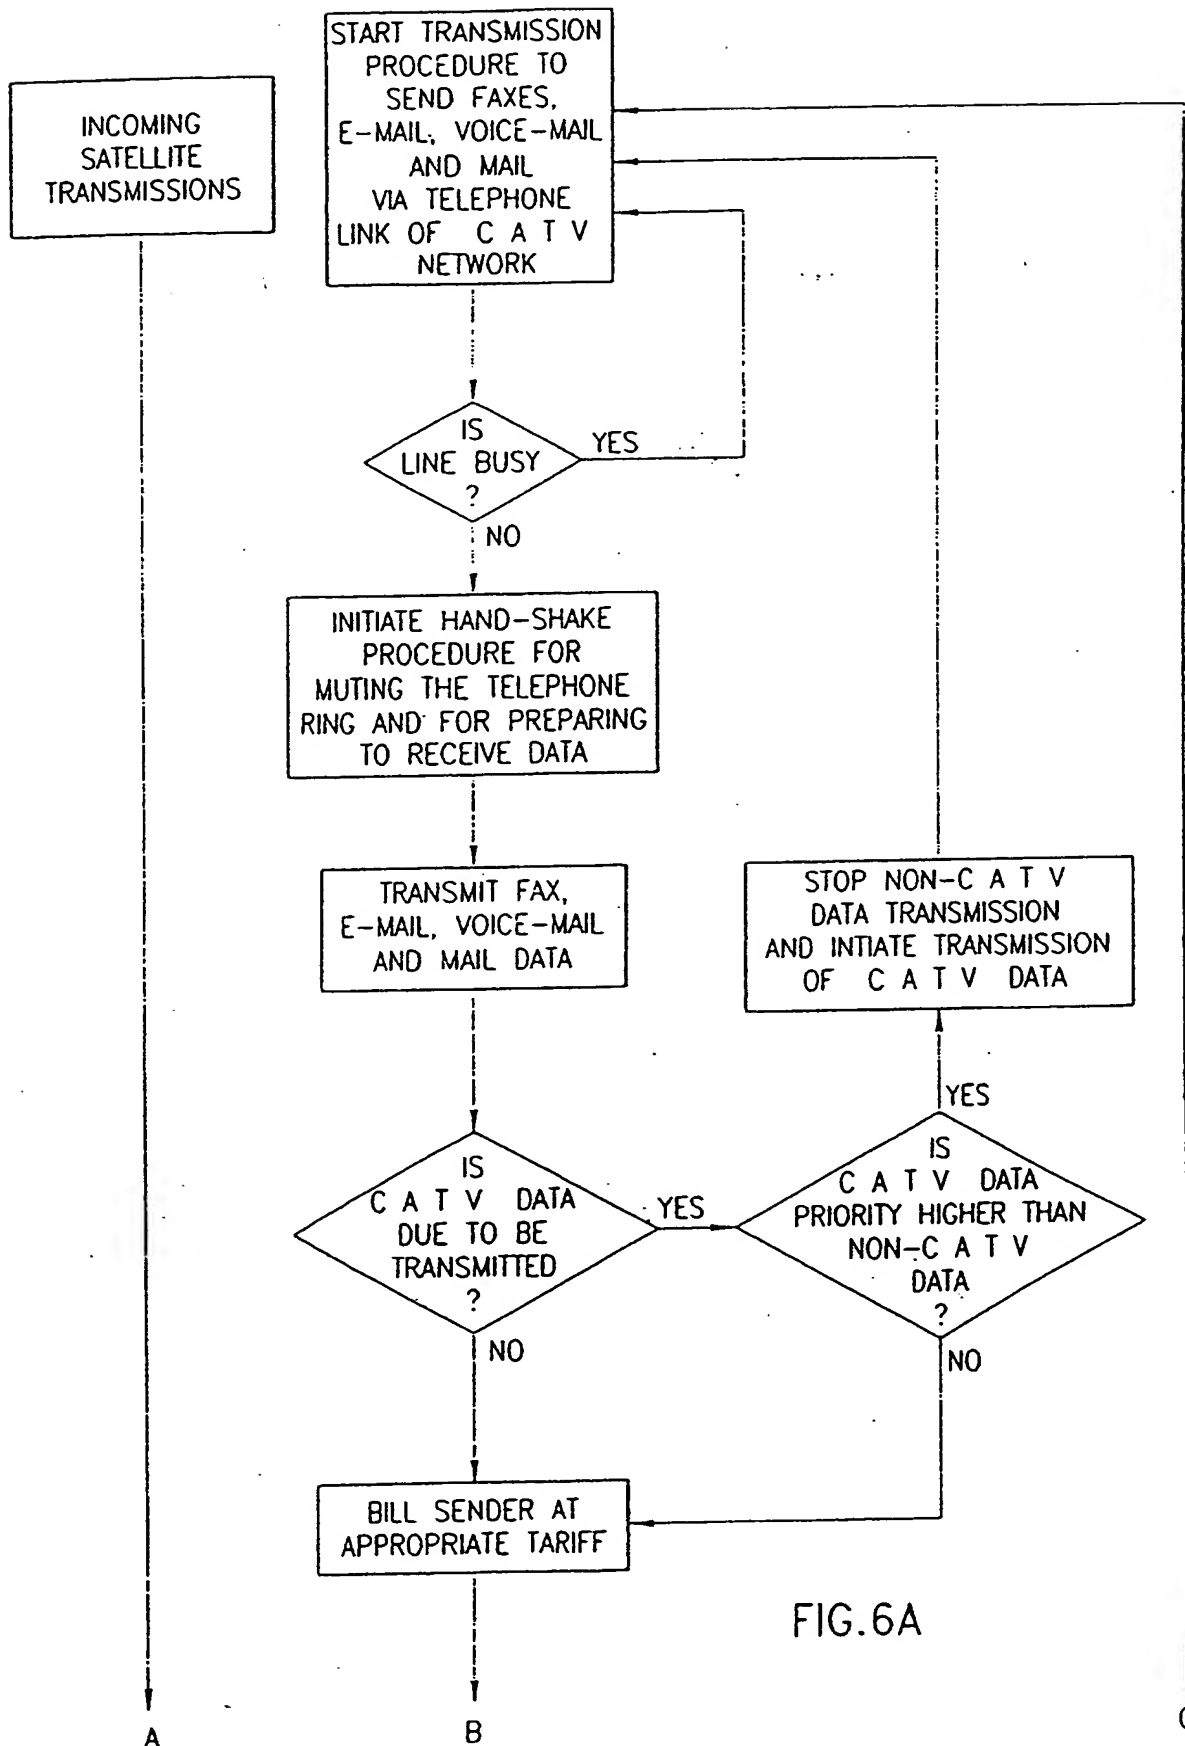 START TRANSMISSION
PROCEDURE TO
SEND FAXES,
E-MAIL, VOICE-MAIL
AND MAIL
VIA TELEPHONE
LINK OF C A T V
NETWORK
INCOMING
SATELLITE
TRANSMISSIONS
IS
LINE BUSY
?
YES
NO
INITIATE HAND-SHAKE
PROCEDURE FOR
MUTING THE TELEPHONE
RING AND FOR PREPARING
TO RECEIVE DATA
TRANSMIT FAX,
E-MAIL, VOICE-MAIL
AND MAIL DATA
STOP NON-C A T V
DATA TRANSMISSION
AND INTIATE TRANSMISSION
OF C A T V DATA
YES
IS
C A T V DATA
DUE TO BE
TRANSMITTED
?
YES
IS
C A T V DATA
PRIORITY HIGHER THAN
NON-C A T V
DATA
?
NO
NO
BILL SENDER AT
APPROPRIATE TARIFF
FIG.6A
A
B